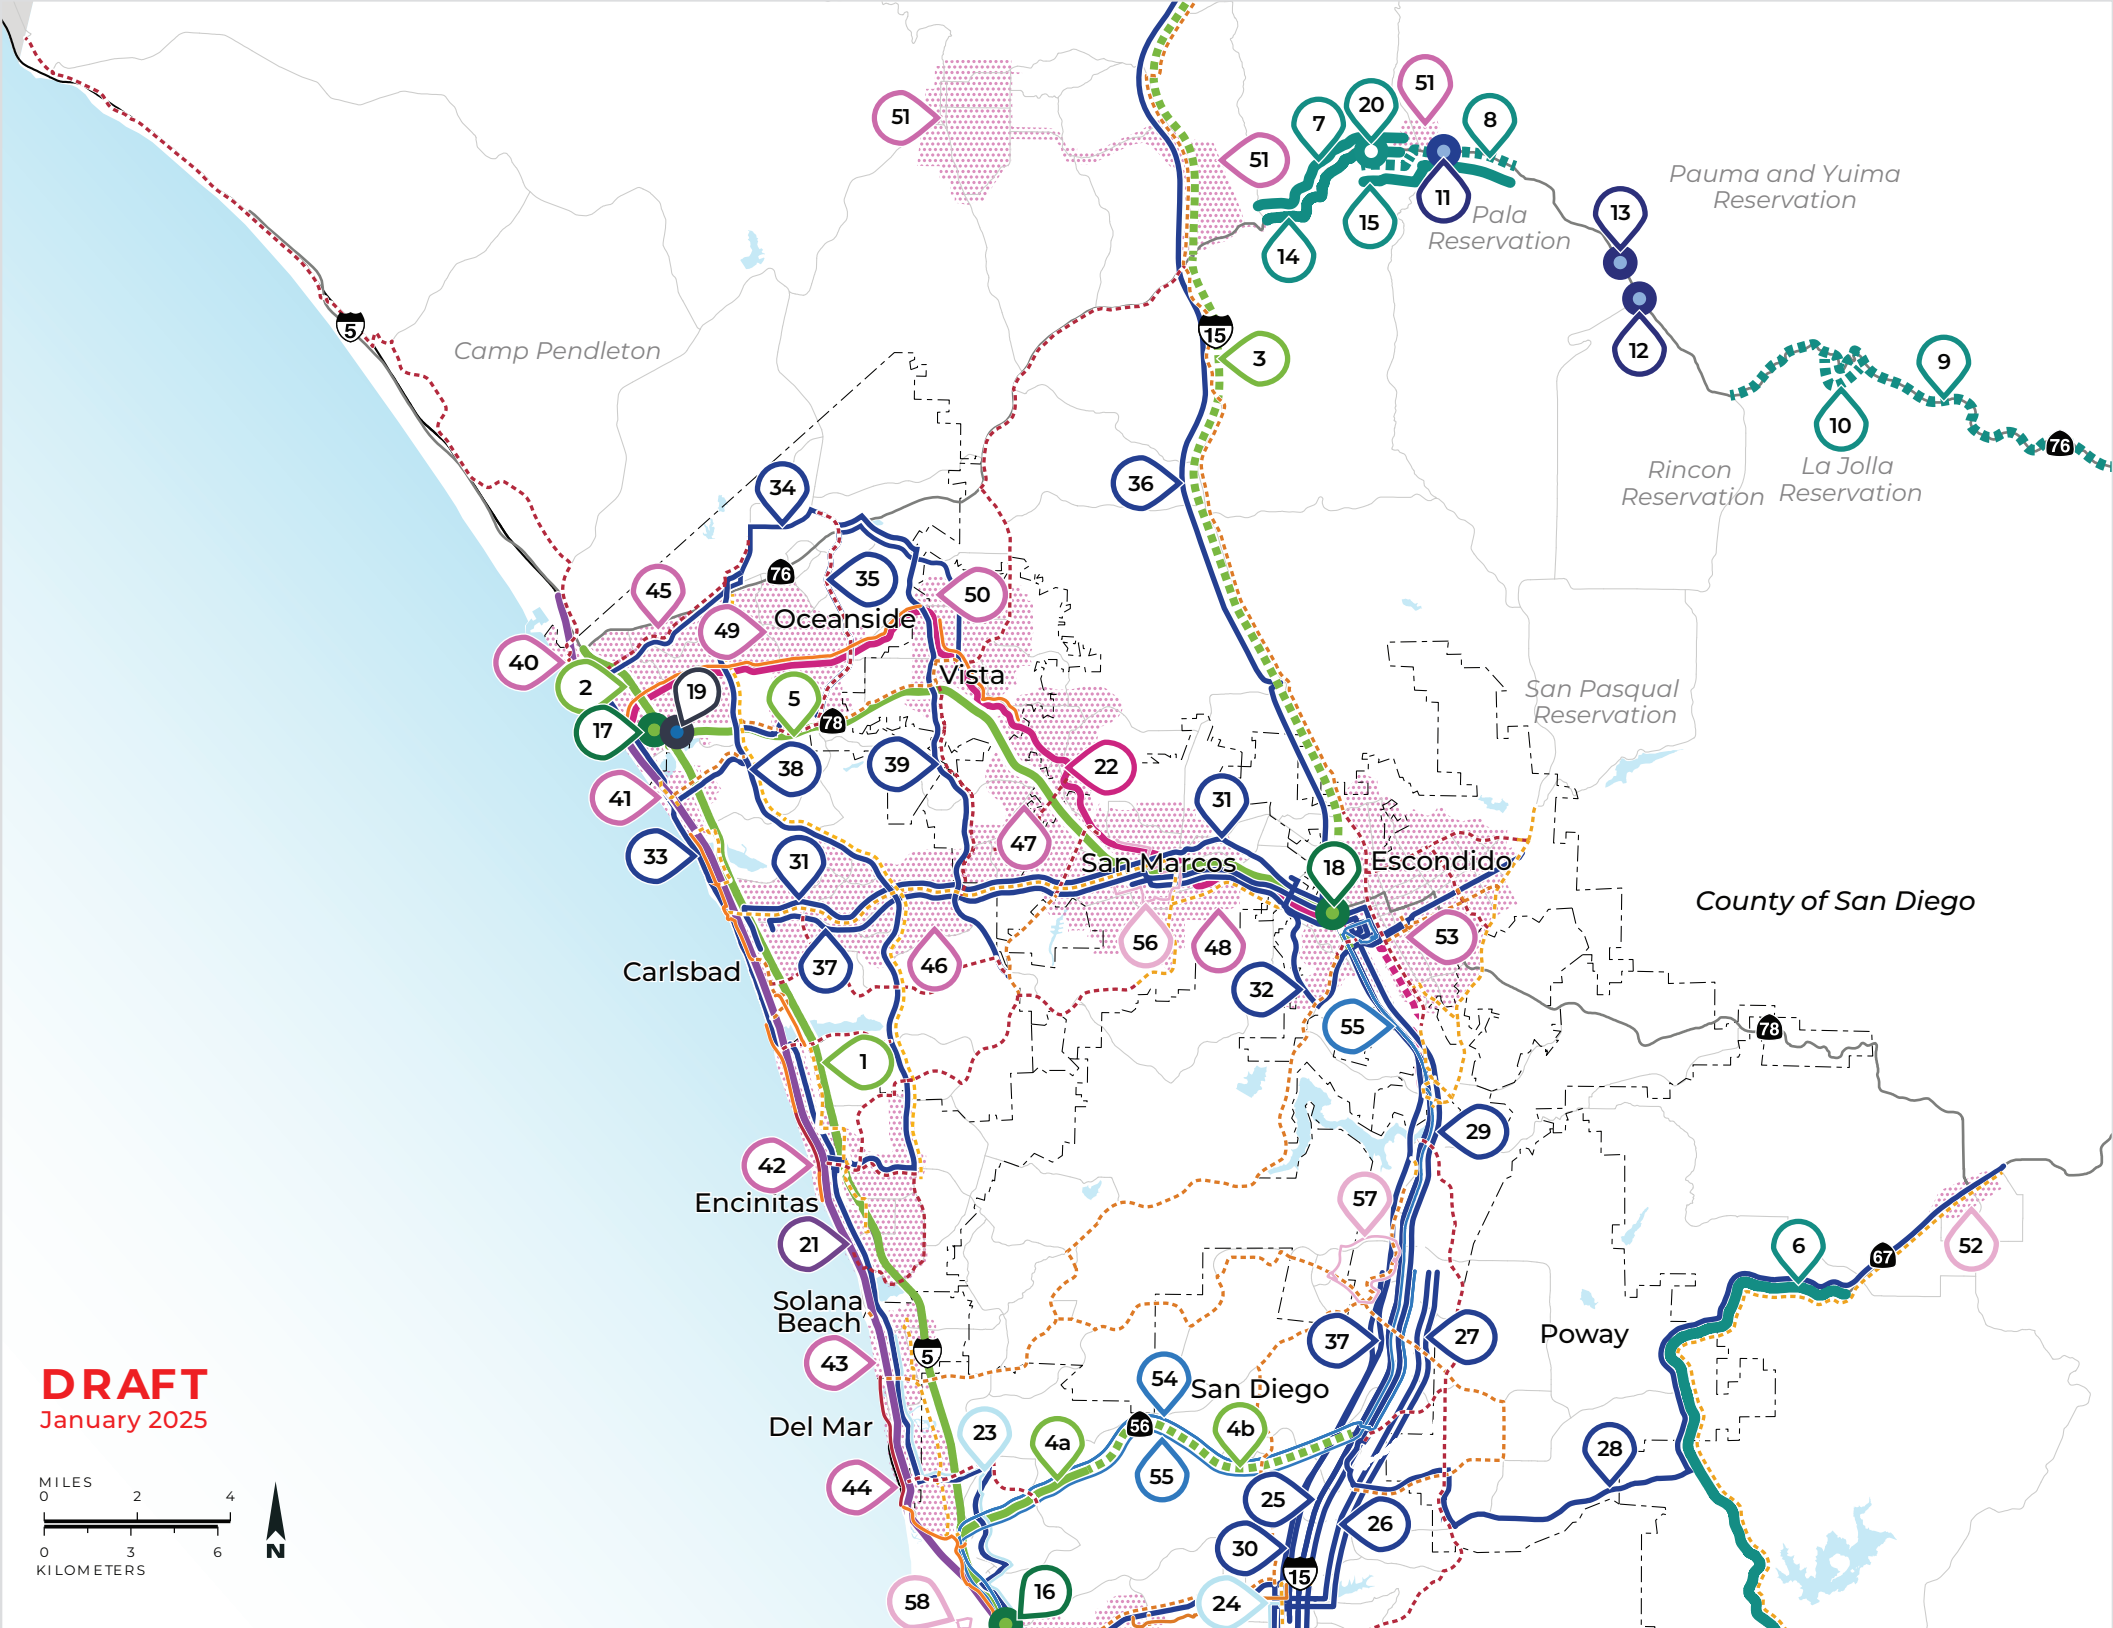 51
20
7
8
51
51
Pauma and Yuima
Reservation
11
13
15
Pala
Reservation
14
5
15
12
Camp Pendleton
3
9
10
76
Rincon
Reservation
La Jolla
Reservation
36
34
76
35
45
50
49
Oceanside
40
Vista
2
19
5
San Pasqual
Reservation
17
78
38
39
22
41
31
47
33
31
San Marcos
18
Escondido
County of San Diego
56
48
53
Carlsbad
37
46
32
55
78
1
29
42
57
Encinitas
21
6
67
52
Solana
Beach
5
37
27
Poway
43
54
San Diego
DRAFT
January 2025
Del Mar
23
4a
56
4b
28
55
44
25
26
MILES
0 2 4
0 3 6
KILOMETERS
N
30
15
16
58
24